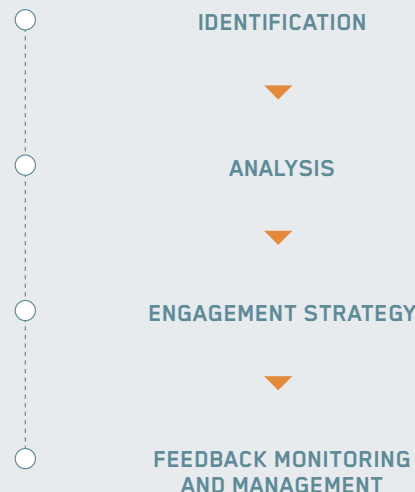 IDENTIFICATION
ANALYSIS
ENGAGEMENT STRATEGY
FEEDBACK MONITORING
AND MANAGEMENT